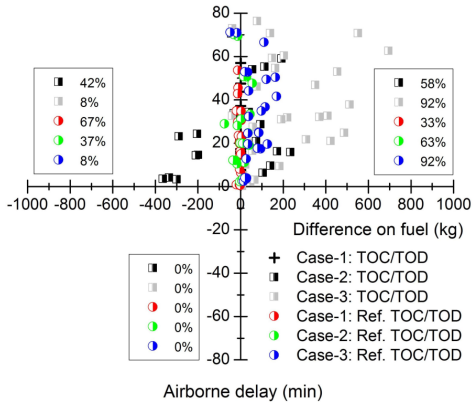 80
60
40
20
0
-20
-40
-60
-80
-1000 -800 -600 -400 -200 0 200 400 600 800 1000
42%
8%
67%
37%
8%
58%
92%
33%
63%
92%
0%
0%
0%
0%
0%
Difference on fuel (kg)
Case-1: TOC/TOD
Case-2: TOC/TOD
Case-3: TOC/TOD
Case-1: Ref. TOC/TOD
Case-2: Ref. TOC/TOD
Case-3: Ref. TOC/TOD
Airborne delay (min)